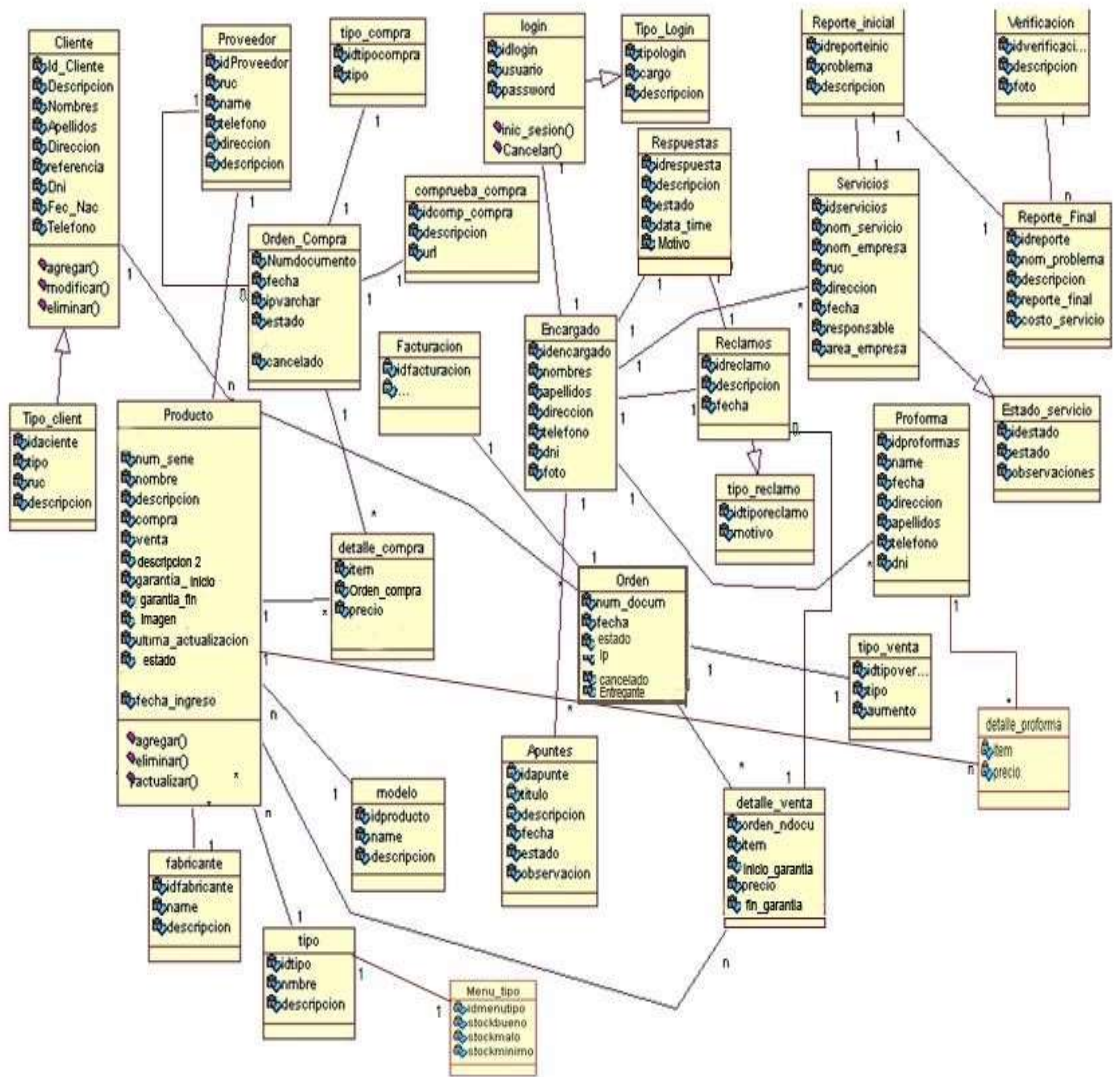 Cliente
Id_Cliente
Descripcion
Nombres
Apellidos
Direccion
referencia
Dni
Fec_Nac
Telefono
agregar()
modificar()
eliminar()
Proveedor
idProveedor
ruc
name
telefono
direccion
descripcion
tipo_compra
idtipocompra
tipo
login
idlogin
usuario
password
inic_sesion()
Cancelar()
Tipo_Login
tipologin
cargo
descripcion
Reporte_inicial
idreporteinic
problema
descripcion
Verificacion
idverificaci...
descripcion
foto
Respuestas
idrespuesta
descripcion
estado
data_time
Motivo
comprueba_compra
idcomp_compra
descripcion
url
Orden_Compra
Numdocumento
fecha
ipvarchar
estado
cancelado
Servicios
idservicios
nom_servicio
nom_empresa
ruc
direccion
fecha
responsable
area_empresa
Reporte_Final
idreporte
nom_problema
descripcion
reporte_final
costo_servicio
Encargado
idencargado
nombres
apellidos
direccion
telefono
dni
foto
Facturacion
idfacturacion
...
Reclamos
idreclamo
descripcion
fecha
Tipo_client
idaciente
tipo
ruc
descripcion
Producto
num_serie
nombre
descripcion
compra
venta
descripcion 2
garantia_ inicio
garantia_fin
Imagen
ultima_actualizacion
estado
fecha_ingreso
agregar()
eliminar()
actualizar()
Proforma
idproformas
name
fecha
direccion
apellidos
telefono
dni
Estado_servicio
idestado
estado
observaciones
tipo_reclamo
idtiporeclamo
motivo
detalle_compra
item
Orden_compra
precio
Orden
num_docum
fecha
estado
Ip
cancelado
Entregante
tipo_venta
idtipover...
tipo
aumento
detalle_proforma
item
precio
Apuntes
idapunte
titulo
descripcion
fecha
estado
observacion
modelo
idproducto
name
descripcion
detalle_venta
orden_ndocu
item
inicio_garantia
precio
fin_garantia
fabricante
idfabricante
name
descripcion
tipo
idtipo
nmbre
descripcion
Menu_tipo
idmenutipo
stockbueno
stockmalo
stockminimo